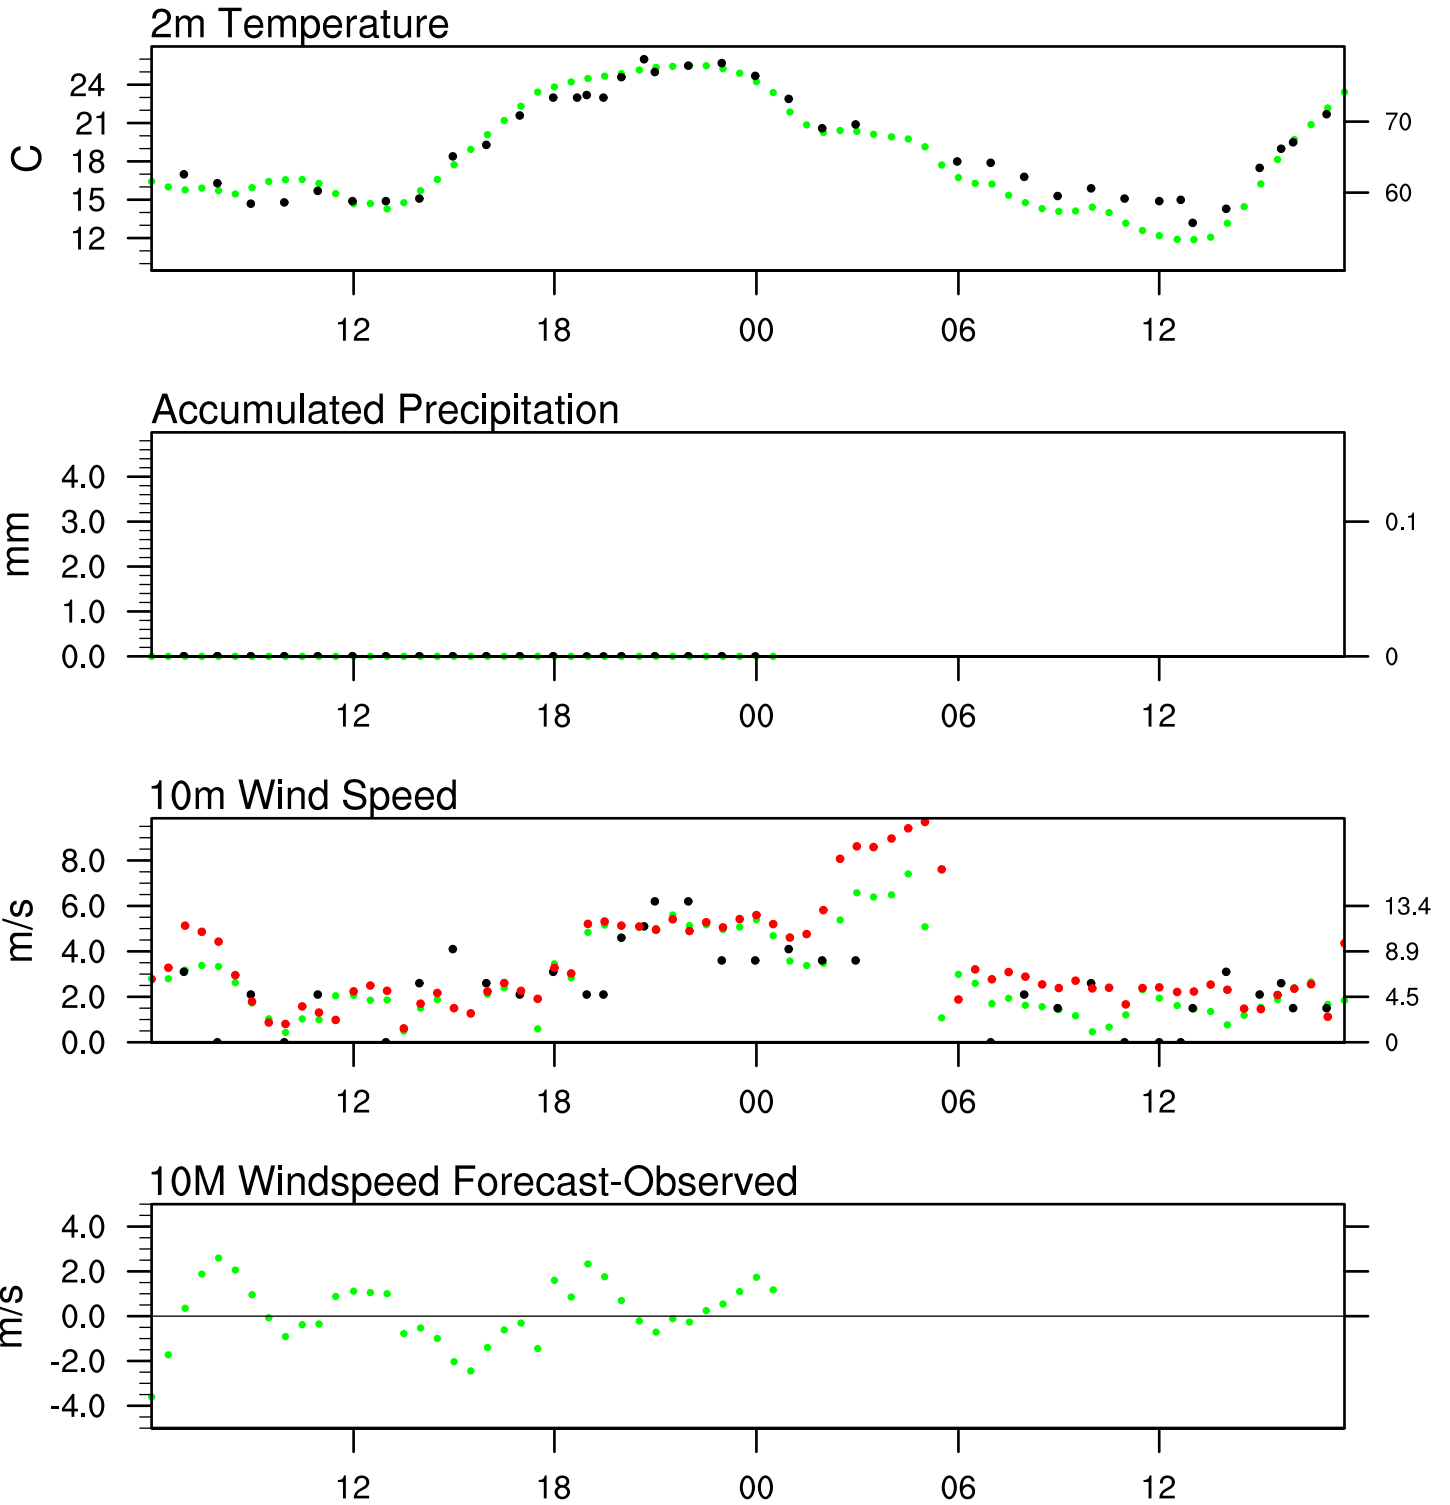 2m Temperature
C
24
21
18
15
12
70
60
12 18 00 06 12
Accumulated Precipitation
mm
4.0
3.0
2.0
1.0
0.0
0.1
0
12 18 00 06 12
10m Wind Speed
m/s
8.0
6.0
4.0
2.0
0.0
13.4
8.9
4.5
0
12 18 00 06 12
10M Windspeed Forecast-Observed
m/s
4.0
2.0
0.0
-2.0
-4.0
12 18 00 06 12